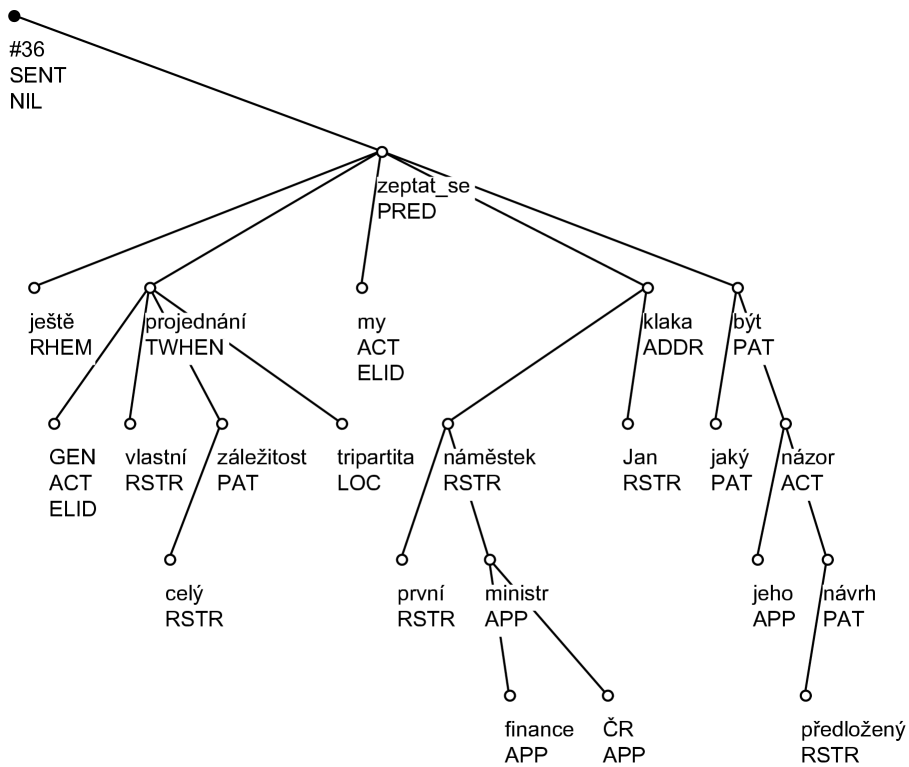 #36
SENT
NIL
zeptat_se
PRED
ještě
RHEM
projednání
TWHEN
my
ACT
ELID
klaka
ADDR
být
PAT
GEN
ACT
ELID
vlastní
RSTR
záležitost
PAT
tripartita
LOC
náměstek
RSTR
Jan
RSTR
jaký
PAT
názor
ACT
celý
RSTR
první
RSTR
ministr
APP
jeho
APP
návrh
PAT
finance
APP
ČR
APP
předložený
RSTR